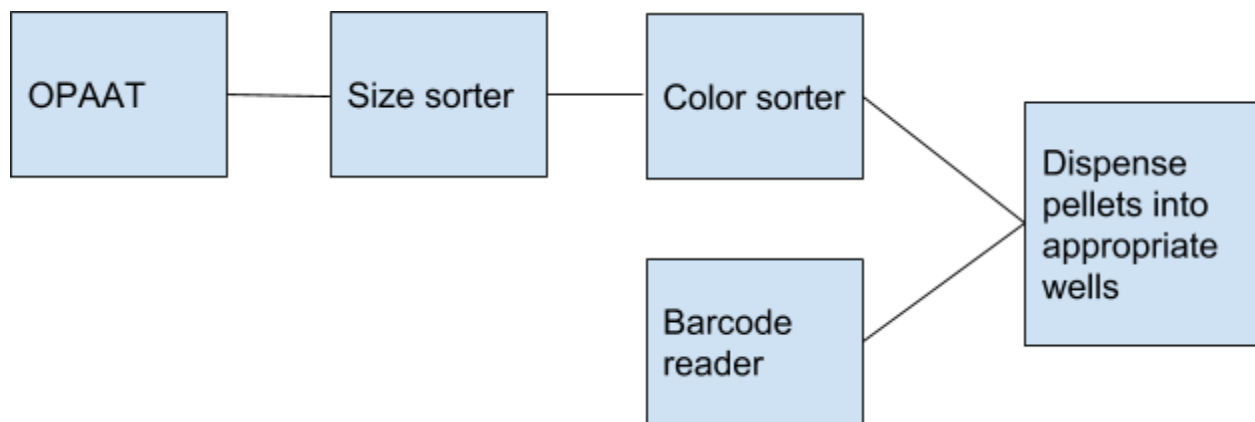 OPAAT
Size sorter
Color sorter
Dispense
pellets into
appropriate
wells
Barcode
reader